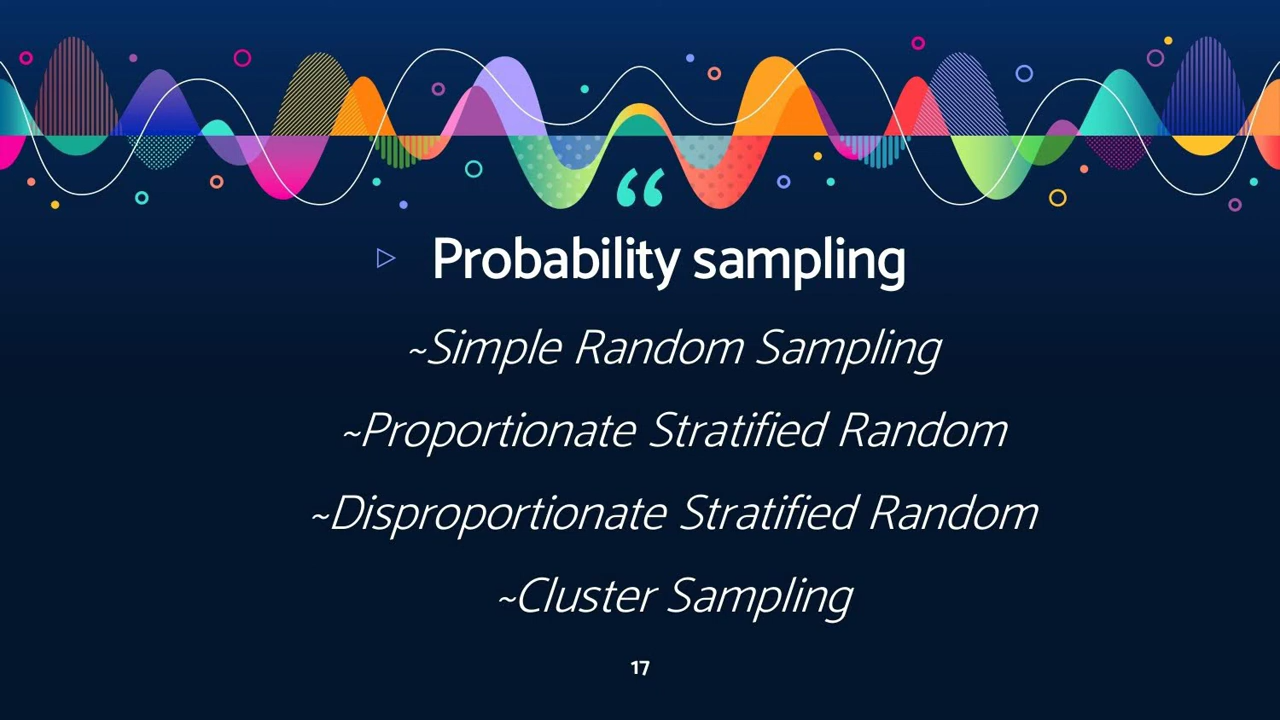 “
▷ Probability sampling
~Simple Random Sampling
~Proportionate Stratified Random
~Disproportionate Stratified Random
~Cluster Sampling
17